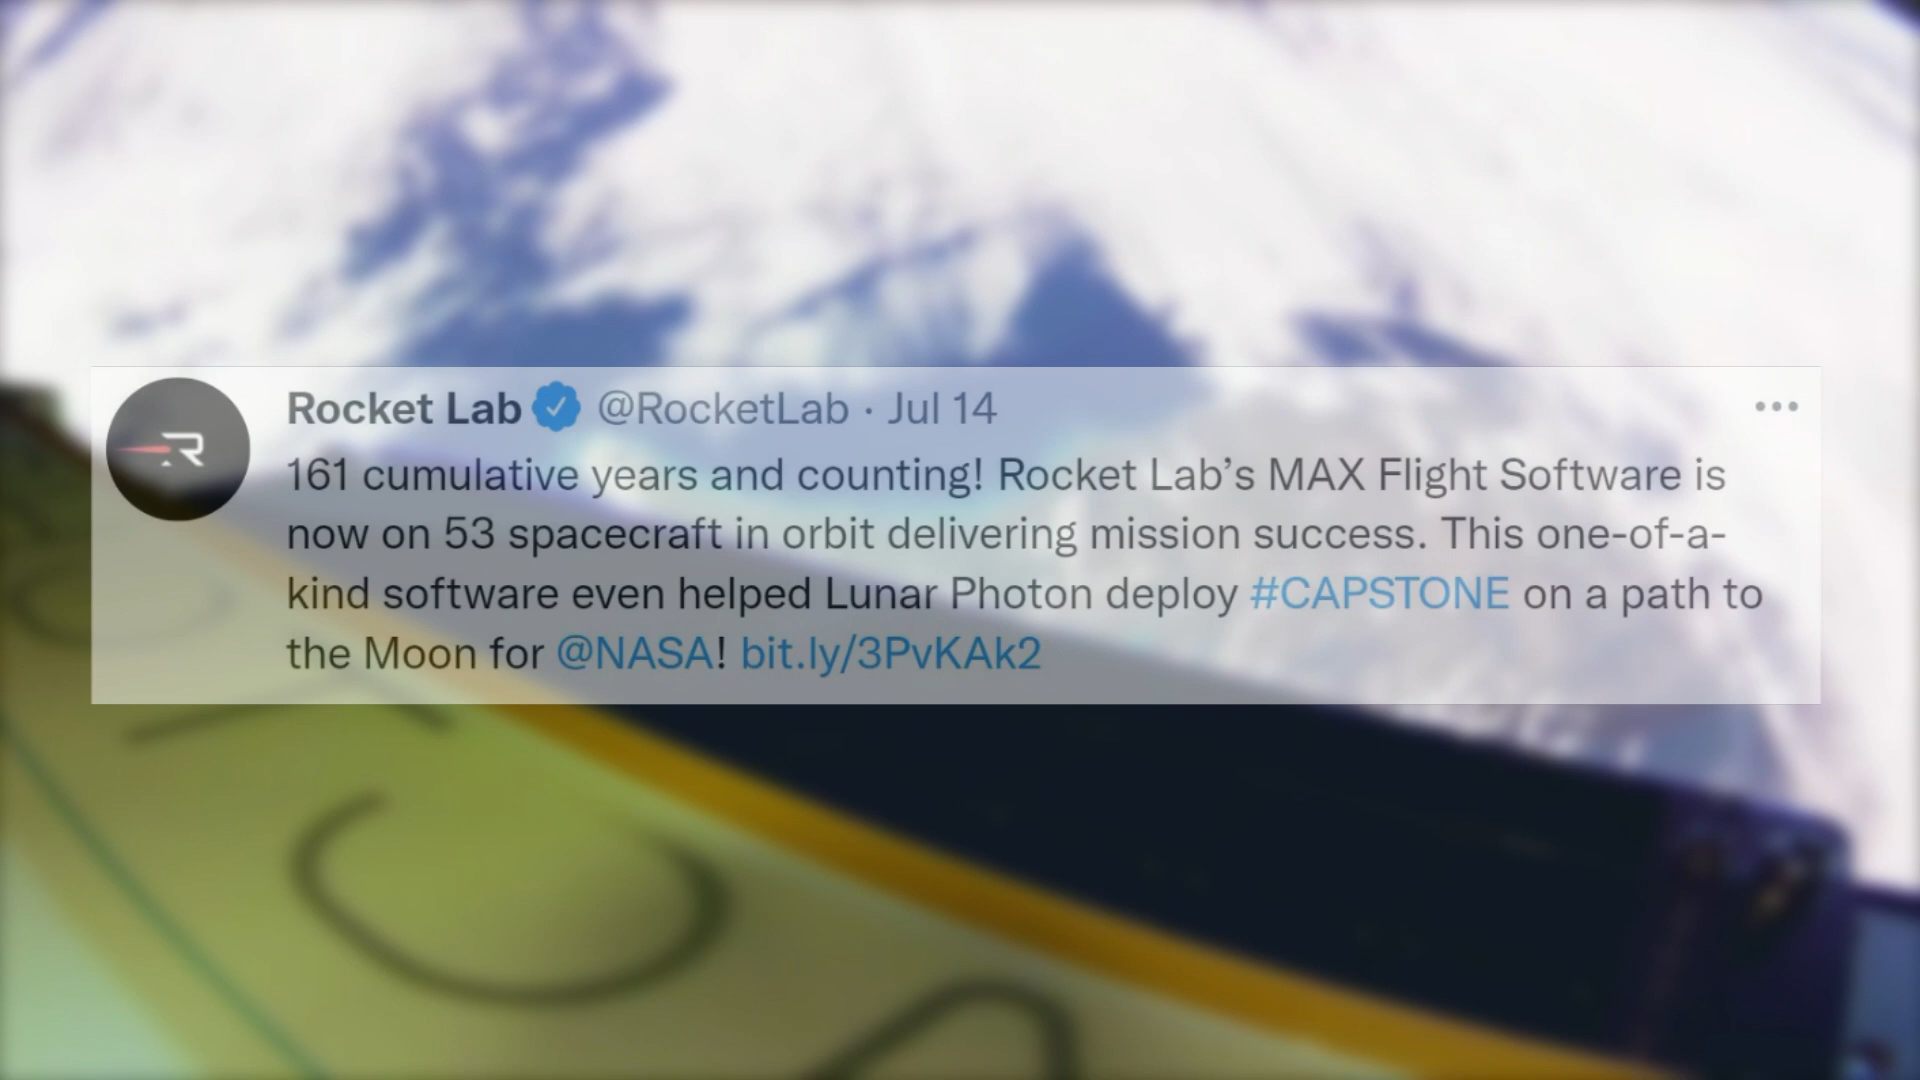 Rocket Lab @RocketLab · Jul 14
161 cumulative years and counting! Rocket Lab’s MAX Flight Software is
now on 53 spacecraft in orbit delivering mission success. This one-of-a-
kind software even helped Lunar Photon deploy #CAPSTONE on a path to
the Moon for @NASA! bit.ly/3PvKAk2